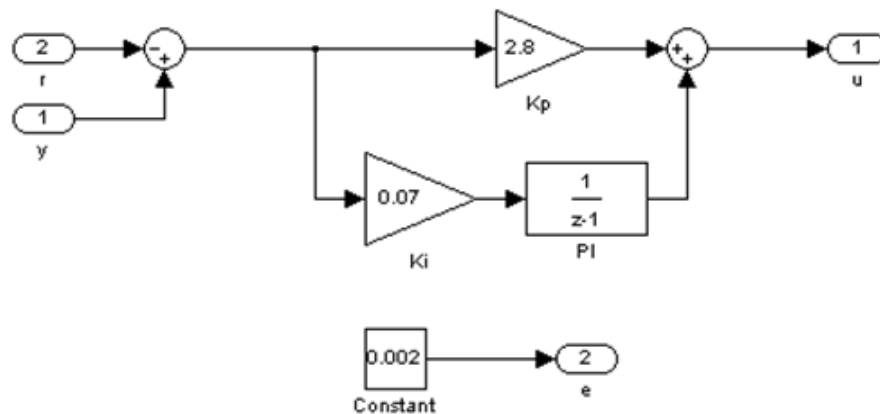 2
r
1
y
-
+
2.8
Kp
+
+
1
u
0.07
Ki
1
z-1
PI
0.002
Constant
2
e